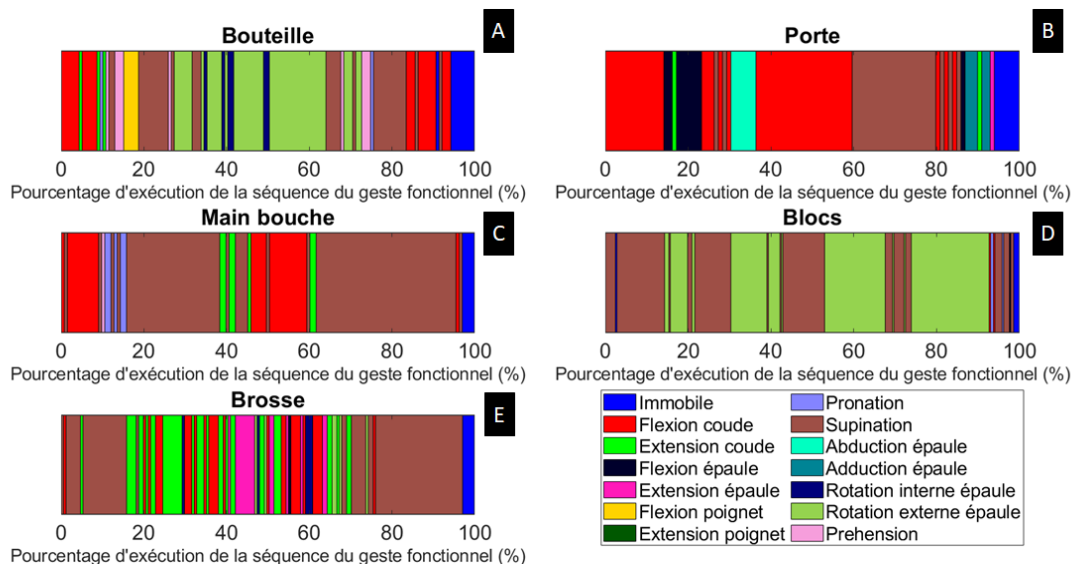 Bouteille
A
0 20 40 60 80 100
Pourcentage d'exécution de la séquence du geste fonctionnel (%)
Porte
B
0 20 40 60 80 100
Pourcentage d'exécution de la séquence du geste fonctionnel (%)
Main bouche
C
0 20 40 60 80 100
Pourcentage d'exécution de la séquence du geste fonctionnel (%)
Blocs
D
0 20 40 60 80 100
Pourcentage d'exécution de la séquence du geste fonctionnel (%)
Brosse
E
0 20 40 60 80 100
Pourcentage d'exécution de la séquence du geste fonctionnel (%)
Immobile
Flexion coude
Extension coude
Flexion épaule
Extension épaule
Flexion poignet
Extension poignet
Pronation
Supination
Abduction épaule
Adduction épaule
Rotation interne épaule
Rotation externe épaule
Prehension